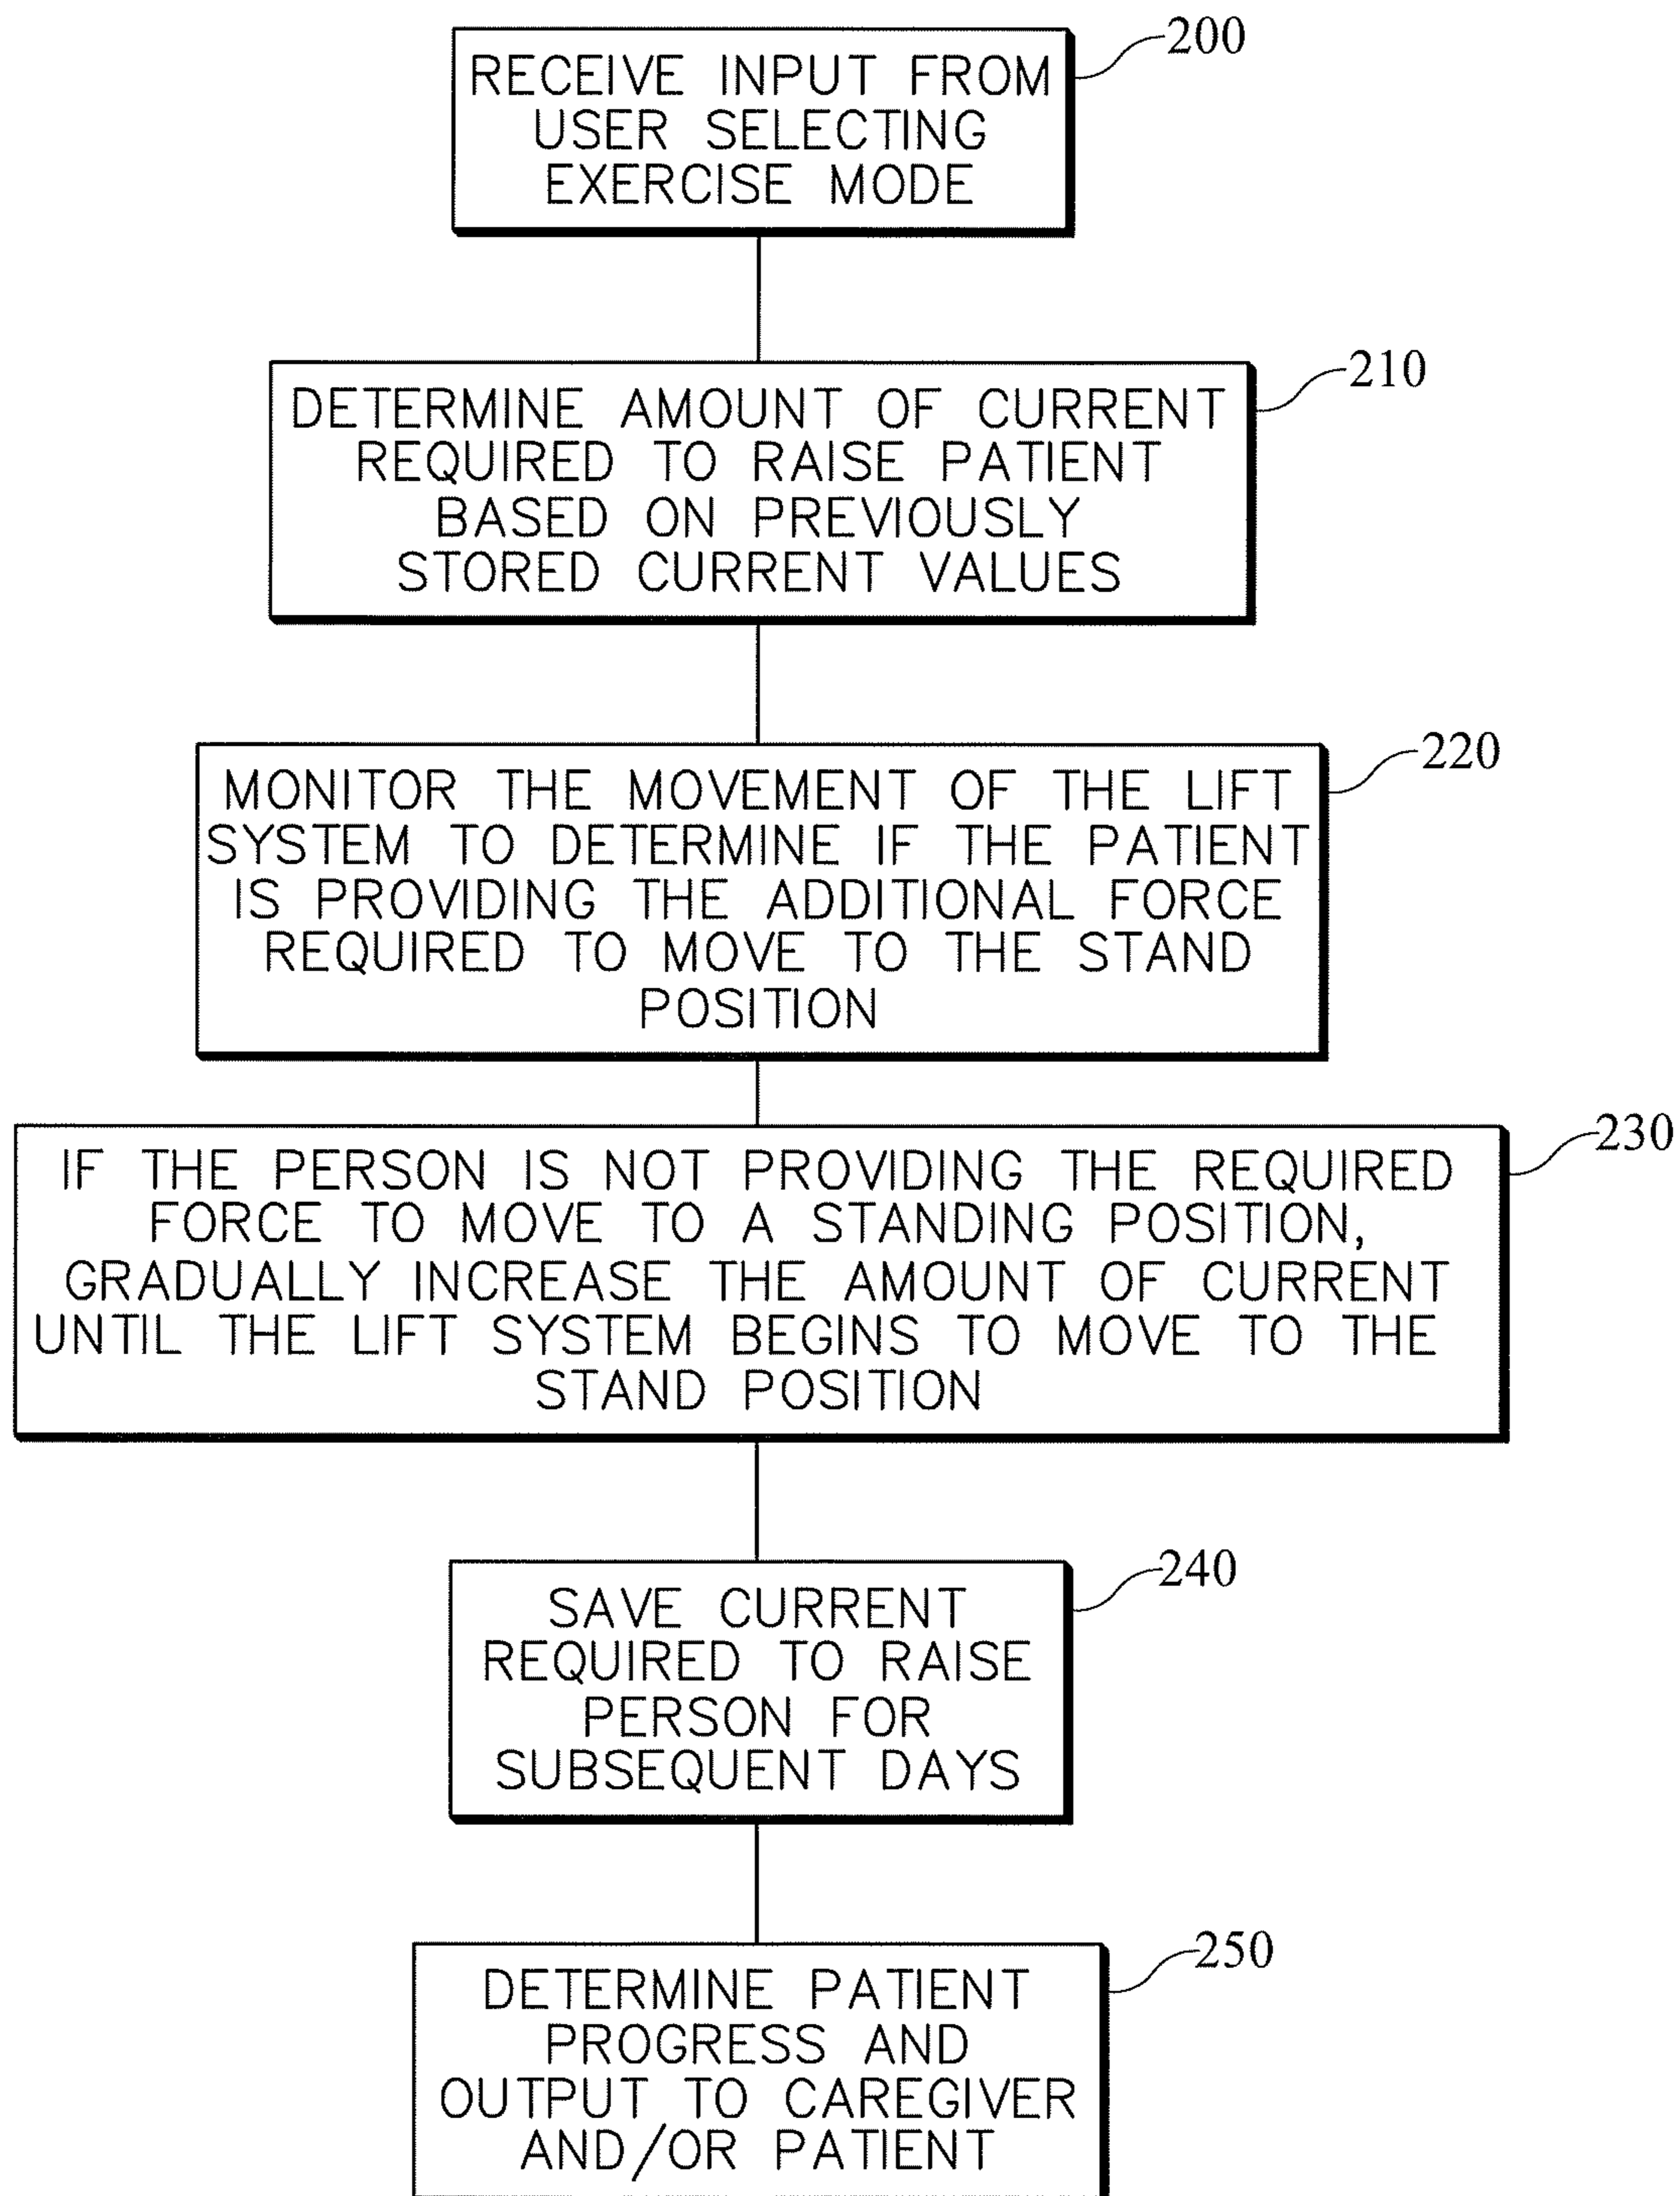 200
RECEIVE INPUT FROM
USER SELECTING
EXERCISE MODE
210
DETERMINE AMOUNT OF CURRENT
REQUIRED TO RAISE PATIENT
BASED ON PREVIOUSLY
STORED CURRENT VALUES
220
MONITOR THE MOVEMENT OF THE LIFT
SYSTEM TO DETERMINE IF THE PATIENT
IS PROVIDING THE ADDITIONAL FORCE
REQUIRED TO MOVE TO THE STAND
POSITION
230
IF THE PERSON IS NOT PROVIDING THE REQUIRED
FORCE TO MOVE TO A STANDING POSITION,
GRADUALLY INCREASE THE AMOUNT OF CURRENT
UNTIL THE LIFT SYSTEM BEGINS TO MOVE TO THE
STAND POSITION
240
SAVE CURRENT
REQUIRED TO RAISE
PERSON FOR
SUBSEQUENT DAYS
250
DETERMINE PATIENT
PROGRESS AND
OUTPUT TO CAREGIVER
AND/OR PATIENT